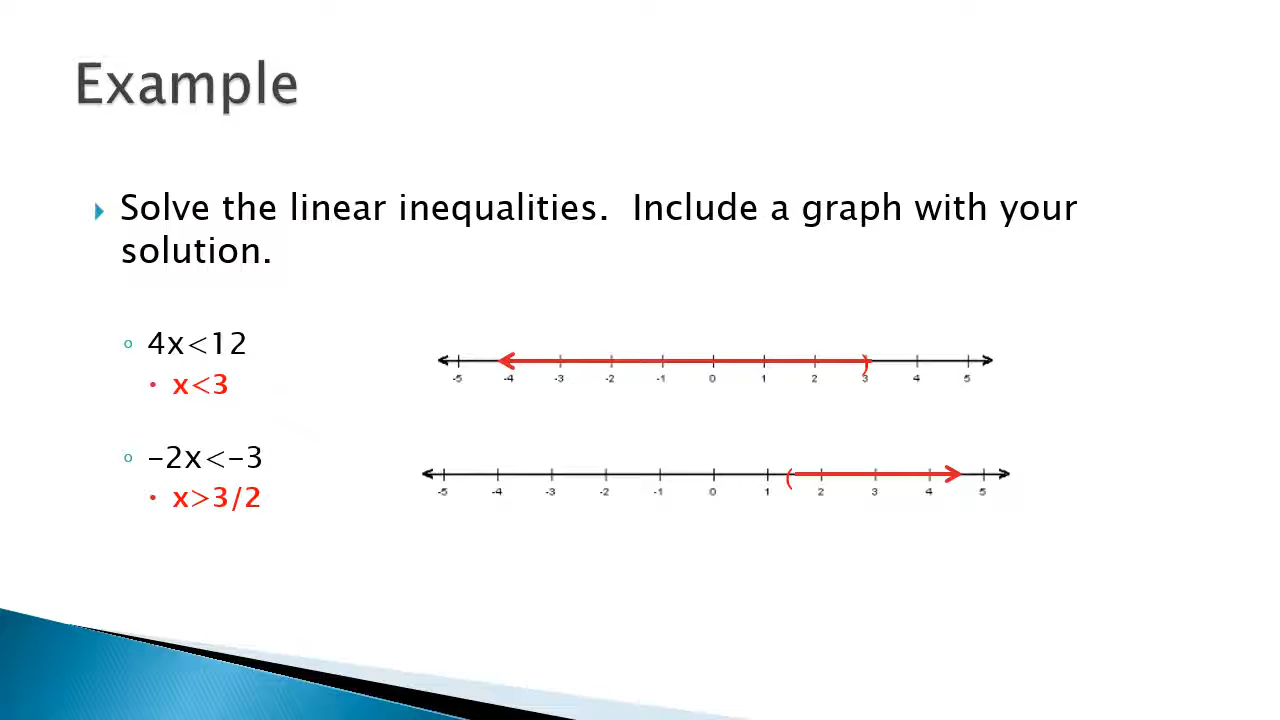 Example
Solve the linear inequalities.  Include a graph with your
solution.
4x<12
x<3
-5 -4 -3 -2 -1 0 1 2 3 4 5
)
-2x<-3
x>3/2
-5 -4 -3 -2 -1 0 1 2 3 4 5
(